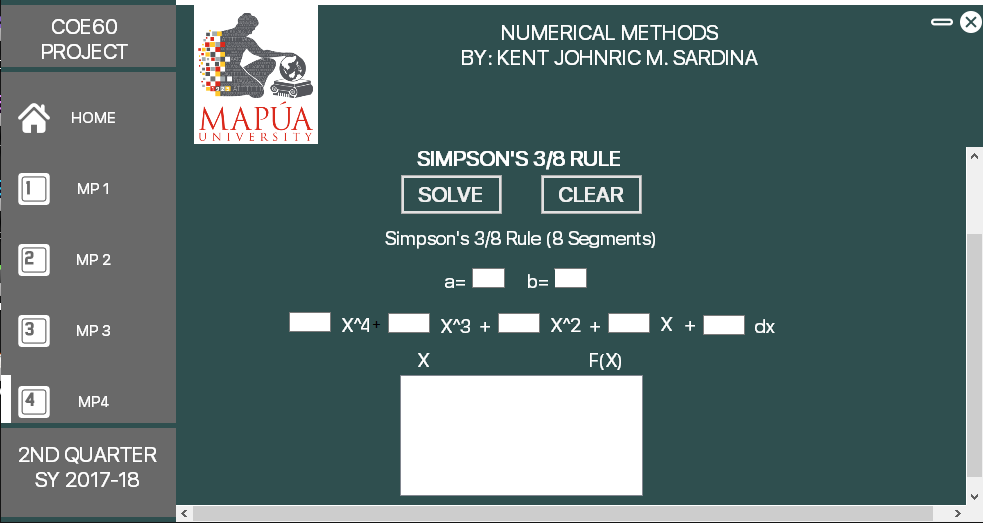 COE60
PROJECT
HOME
1
MP 1
2
MP 2
3
MP 3
4
MP4
2ND QUARTER
SY 2017-18
MAPÚA
UNIVERSITY
NUMERICAL METHODS
BY: KENT JOHNRIC M. SARDINA
SIMPSON'S 3/8 RULE
SOLVE CLEAR
Simpson's 3/8 Rule (8 Segments)
a= b=
X^4+ X^3 + X^2 + X + dx
X F(X)